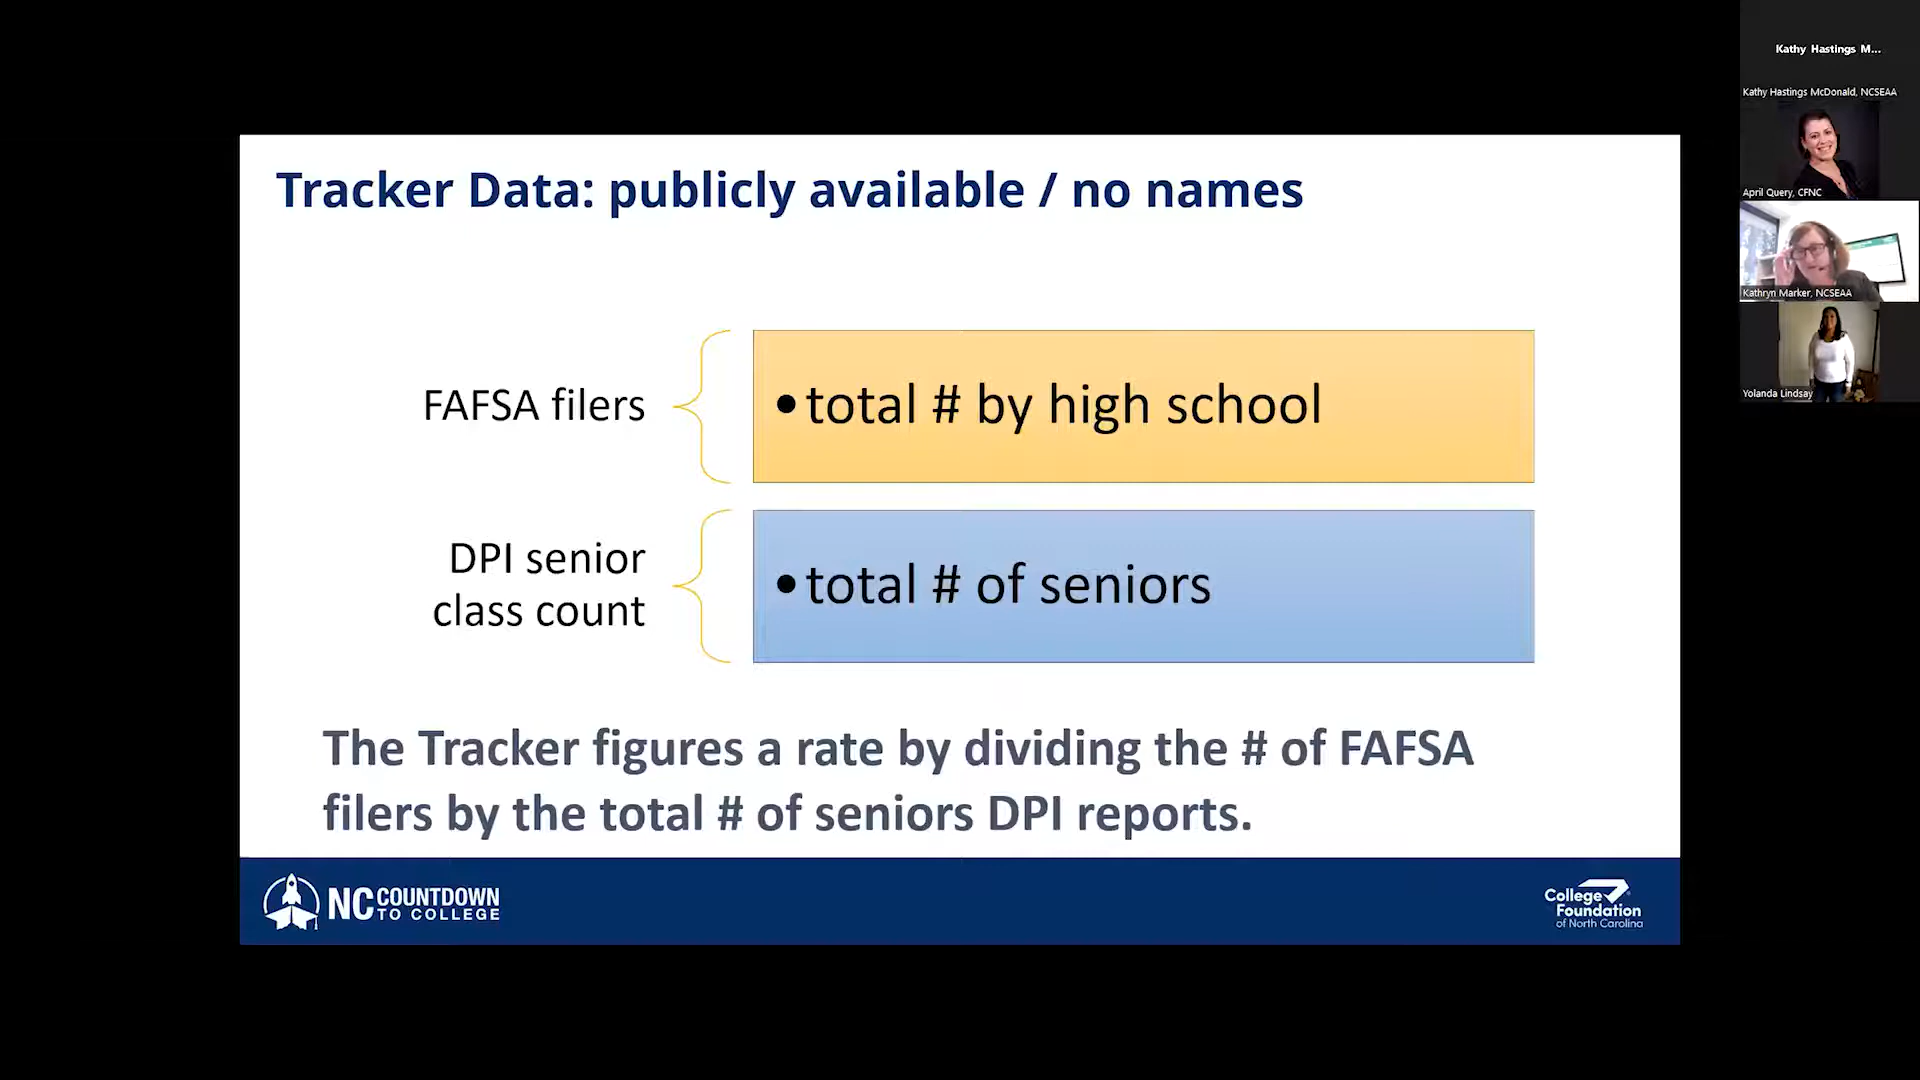 Tracker Data: publicly available / no names
FAFSA filers
•total # by high school
DPI senior
class count
•total # of seniors
The Tracker figures a rate by dividing the # of FAFSA
filers by the total # of seniors DPI reports.
NC COUNTDOWN
TO COLLEGE
College
Foundation
of North Carolina
Kathy Hastings M...
Kathy Hastings McDonald, NCSEAA
April Query, CFNC
Kathryn Marker, NCSEAA
Yolanda Lindsay